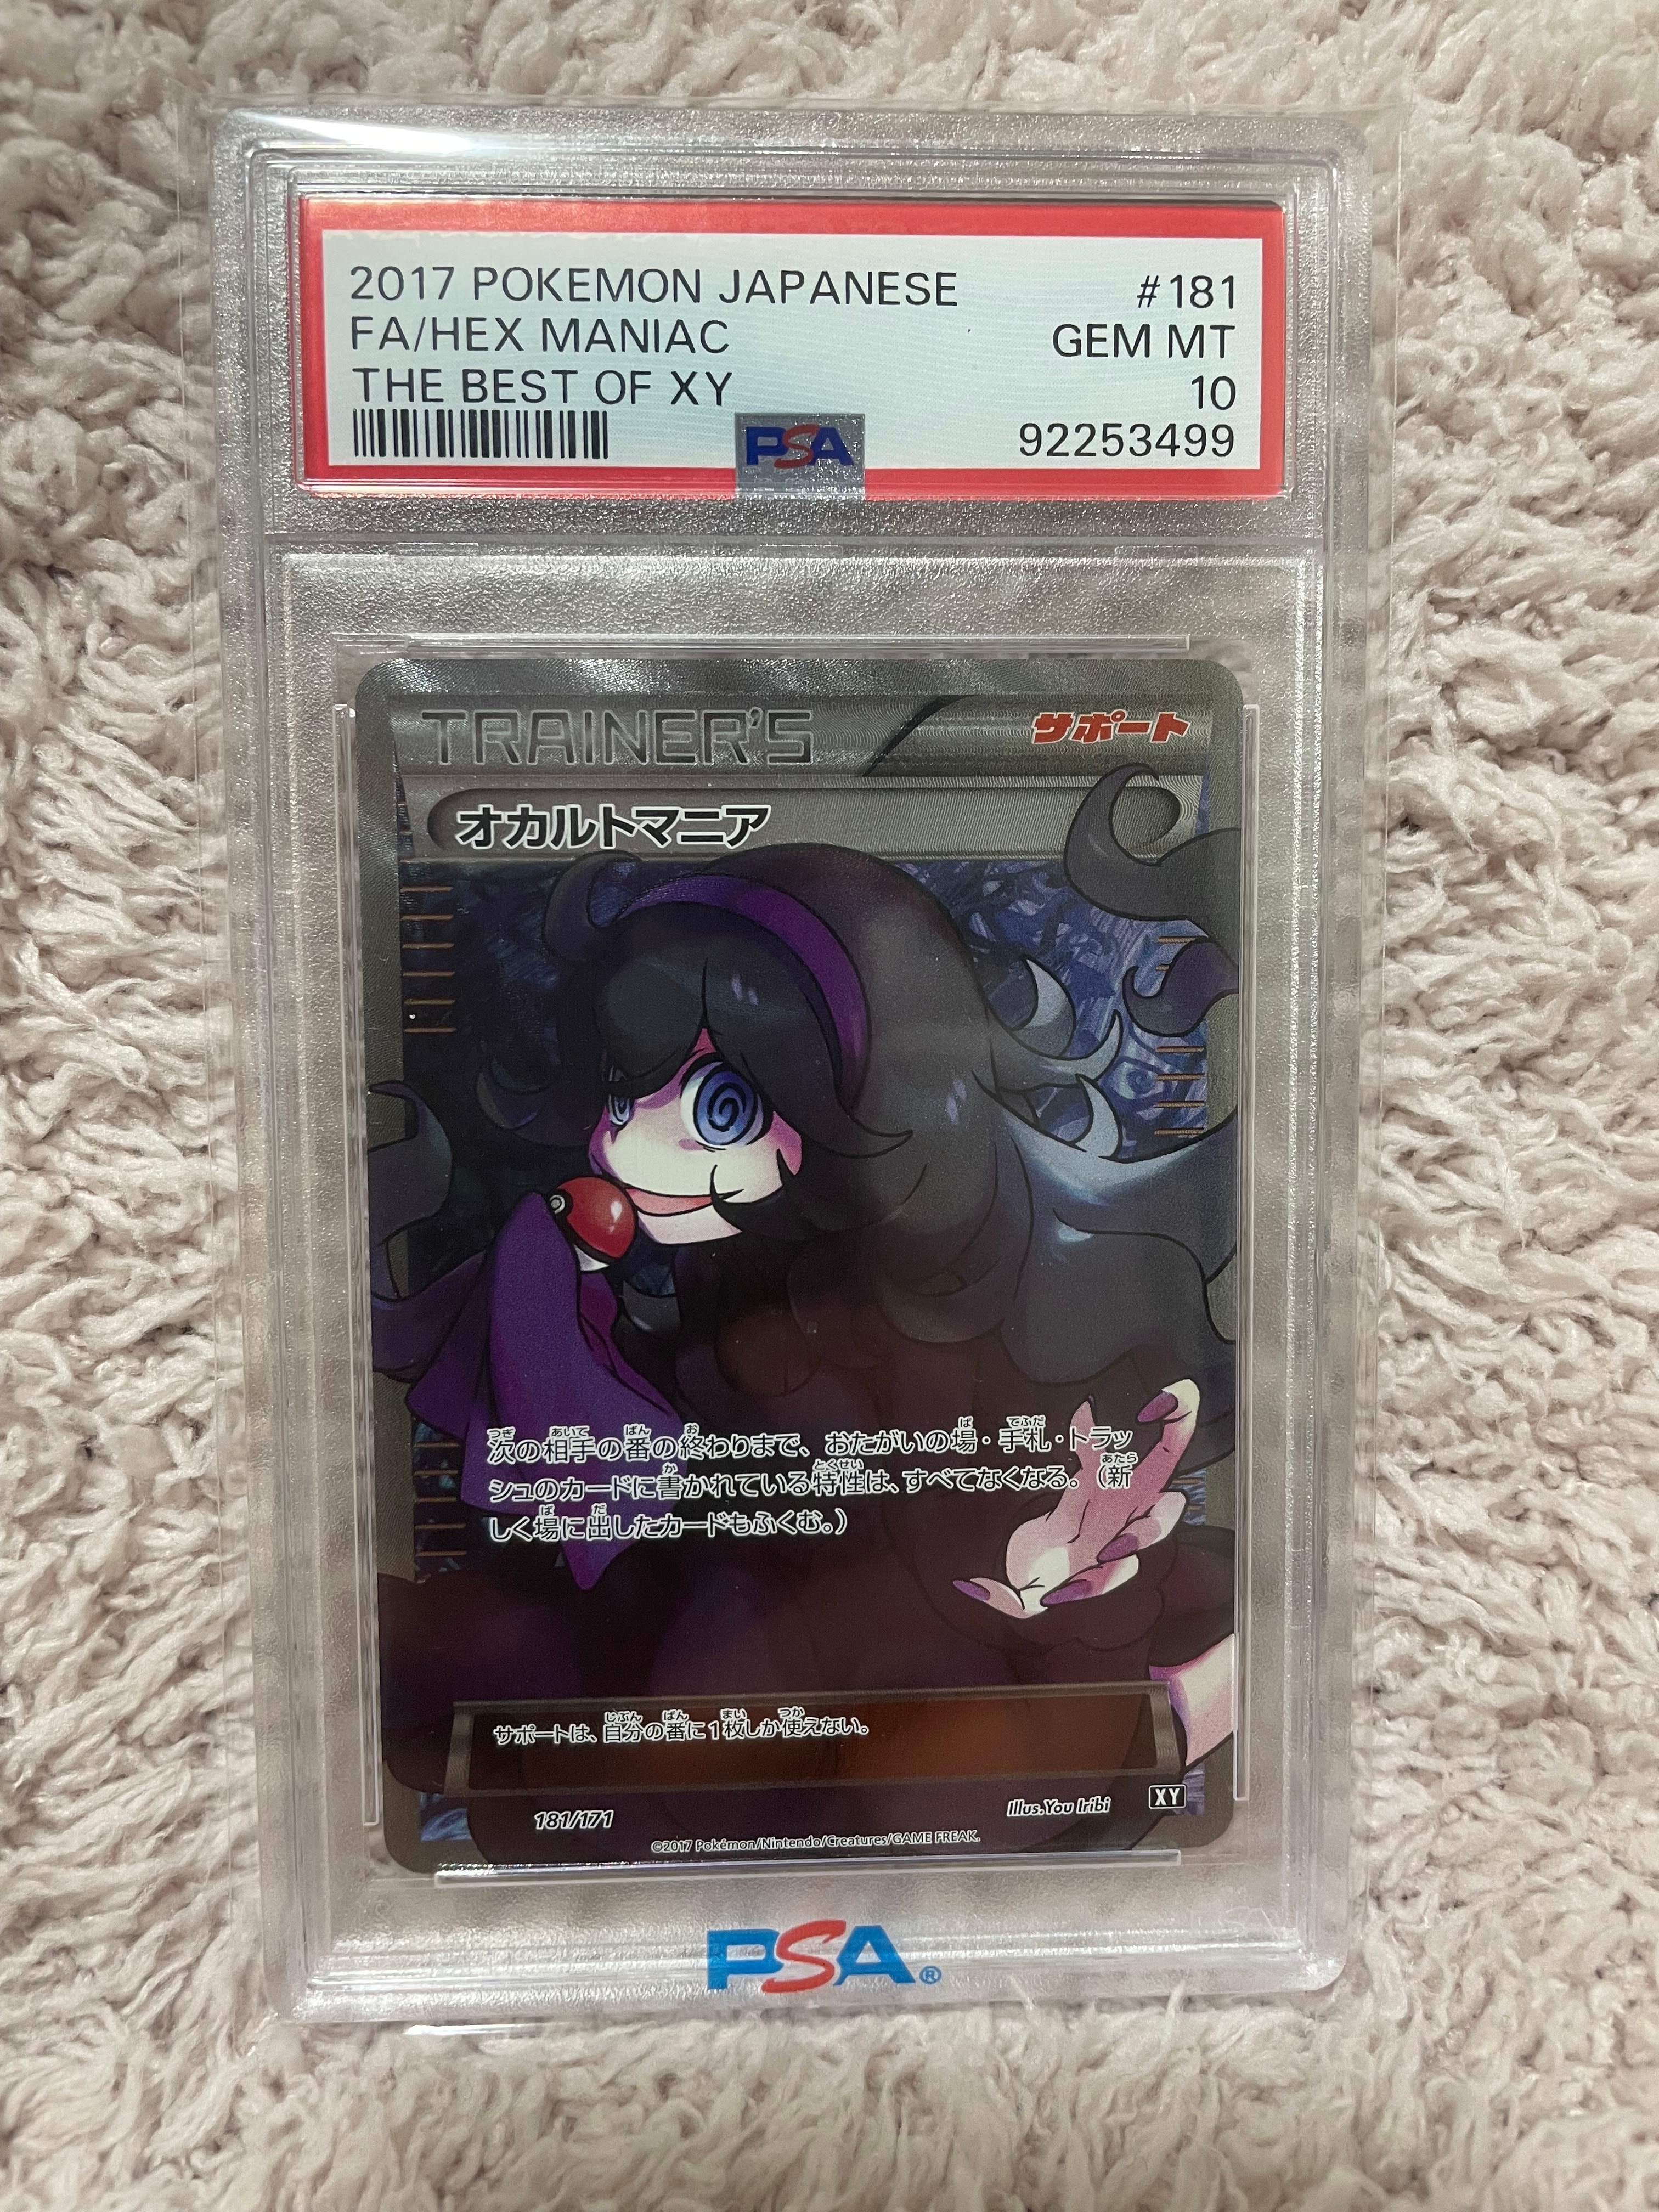 2017 POKEMON JAPANESE #181
FA/HEX MANIAC GEM MT
THE BEST OF XY 10
PSA 92253499
TRAINER'S サポート
オカルトマニア
次の相手の番の終わりまで、おたがいの場・手札・トラッ
シュのカードに書かれている特性は、すべてなくなる。（新
しく場に出したカードもふくむ。）
サポートは、自分の番に1枚しか使えない。
181/171 Illus.You Iribi XY
©2017 Pokémon/Nintendo/Creatures/GAME FREAK.
PSA®